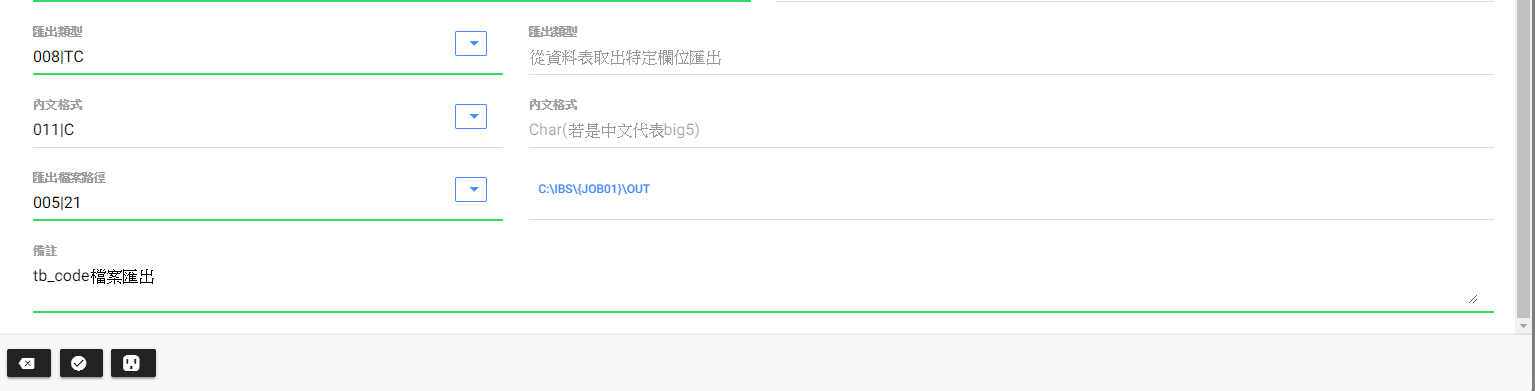 匯出類型 匯出類型
008|TC 從資料表取出特定欄位匯出
內文格式 內文格式
011|C Char(若是中文代表big5)
匯出檔案路徑
005|21 C:\IBS\{JOB01}\OUT
備註
tb_code檔案匯出